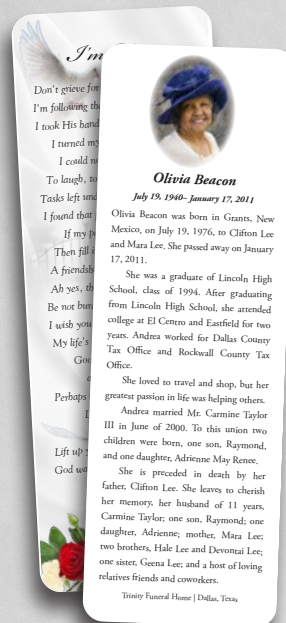 I'm
Don't grieve for
I'm following the
I took His hand
I turned my
I could no
To laugh, to
Tasks left und
I found that
If my p
Then fill i
A friendsh
Ah yes, th
Be not bur
I wish you
My life's
Goo
Perhaps
Lift up y
God wa
Olivia Beacon
July 19, 1940– January 17, 2011
Olivia Beacon was born in Grants, New
Mexico, on July 19, 1976, to Clifton Lee
and Mara Lee. She passed away on January
17, 2011.
She was a graduate of Lincoln High
School, class of 1994. After graduating
from Lincoln High School, she attended
college at El Centro and Eastfield for two
years. Andrea worked for Dallas County
Tax Office and Rockwall County Tax
Office.
She loved to travel and shop, but her
greatest passion in life was helping others.
Andrea married Mr. Carmine Taylor
III in June of 2000. To this union two
children were born, one son, Raymond,
and one daughter, Adrienne May Renee.
She is preceded in death by her
father, Clifton Lee. She leaves to cherish
her memory, her husband of 11 years,
Carmine Taylor; one son, Raymond; one
daughter, Adrienne; mother, Mara Lee;
two brothers, Hale Lee and Devontai Lee;
one sister, Geena Lee; and a host of loving
relatives friends and coworkers.
Trinity Funeral Home | Dallas, Texas